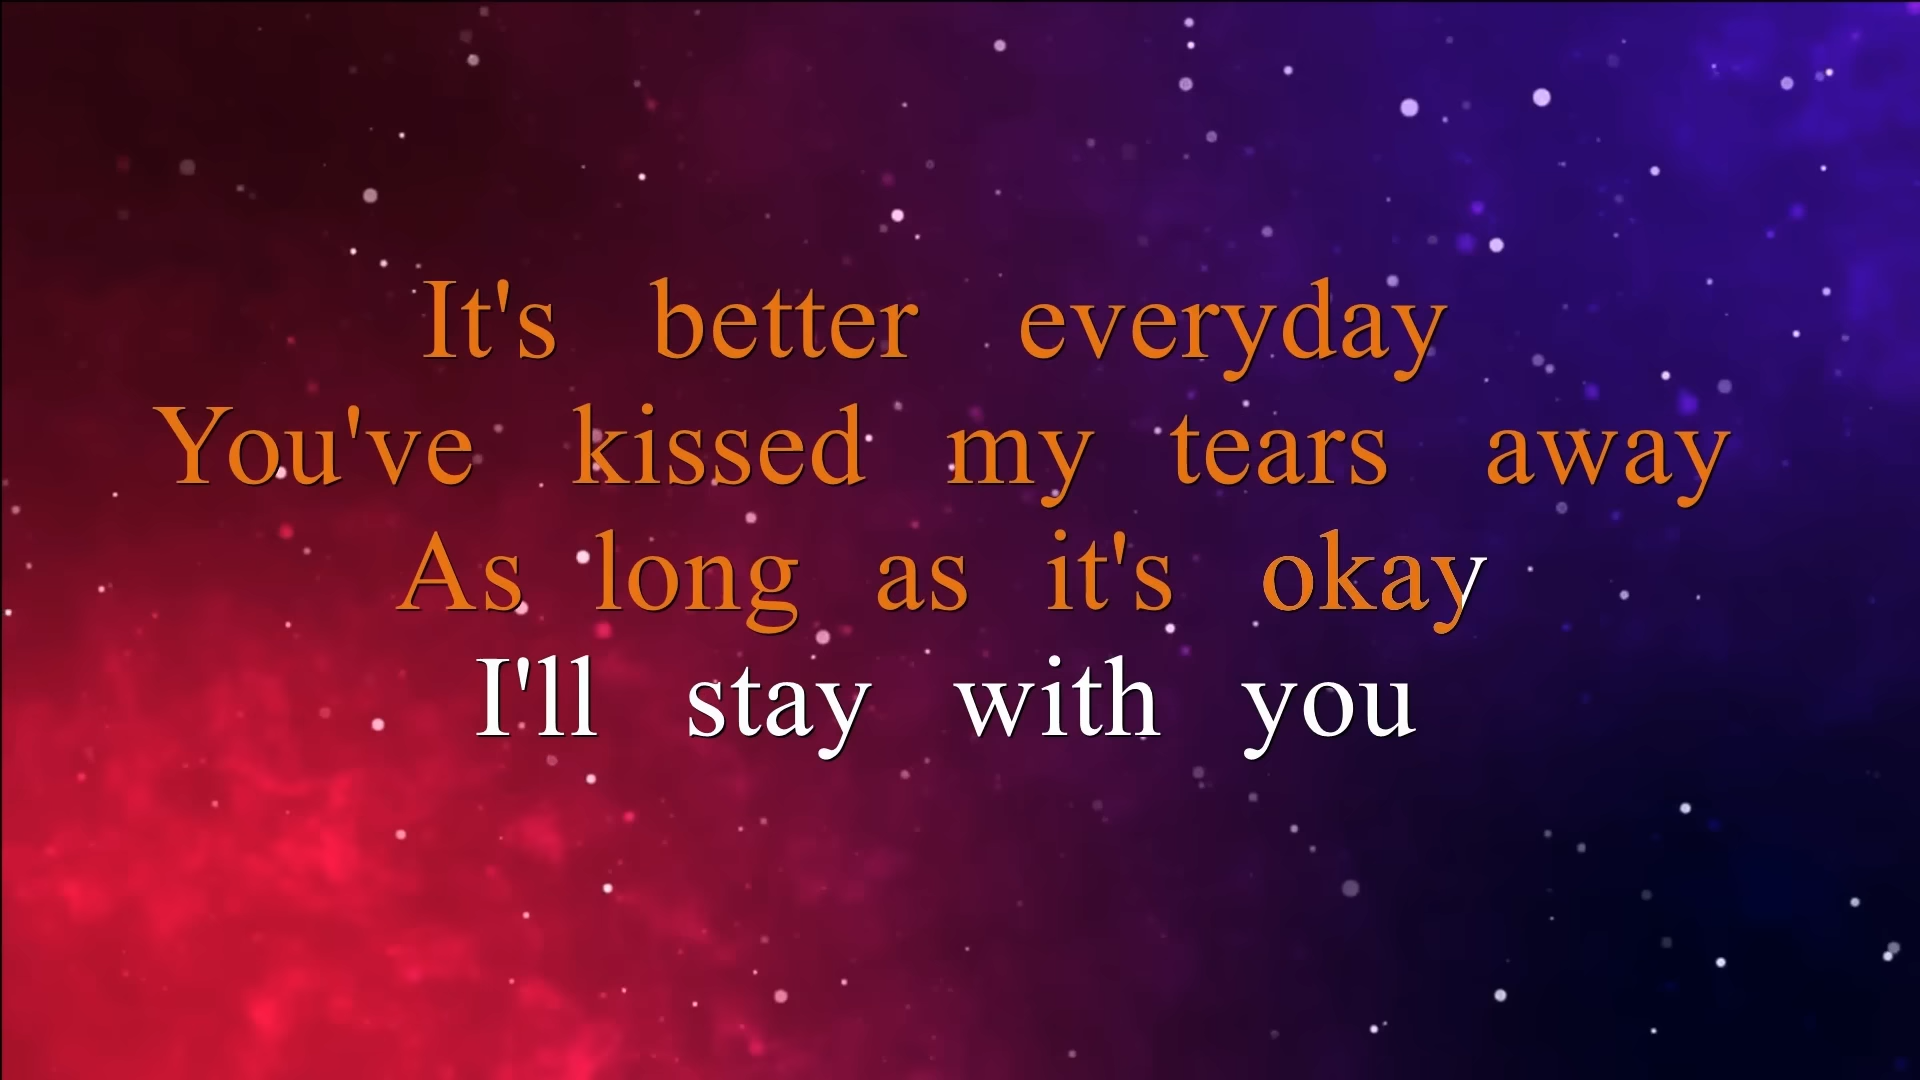 It's better everyday
You've kissed my tears away
As long as it's okay
I'll stay with you